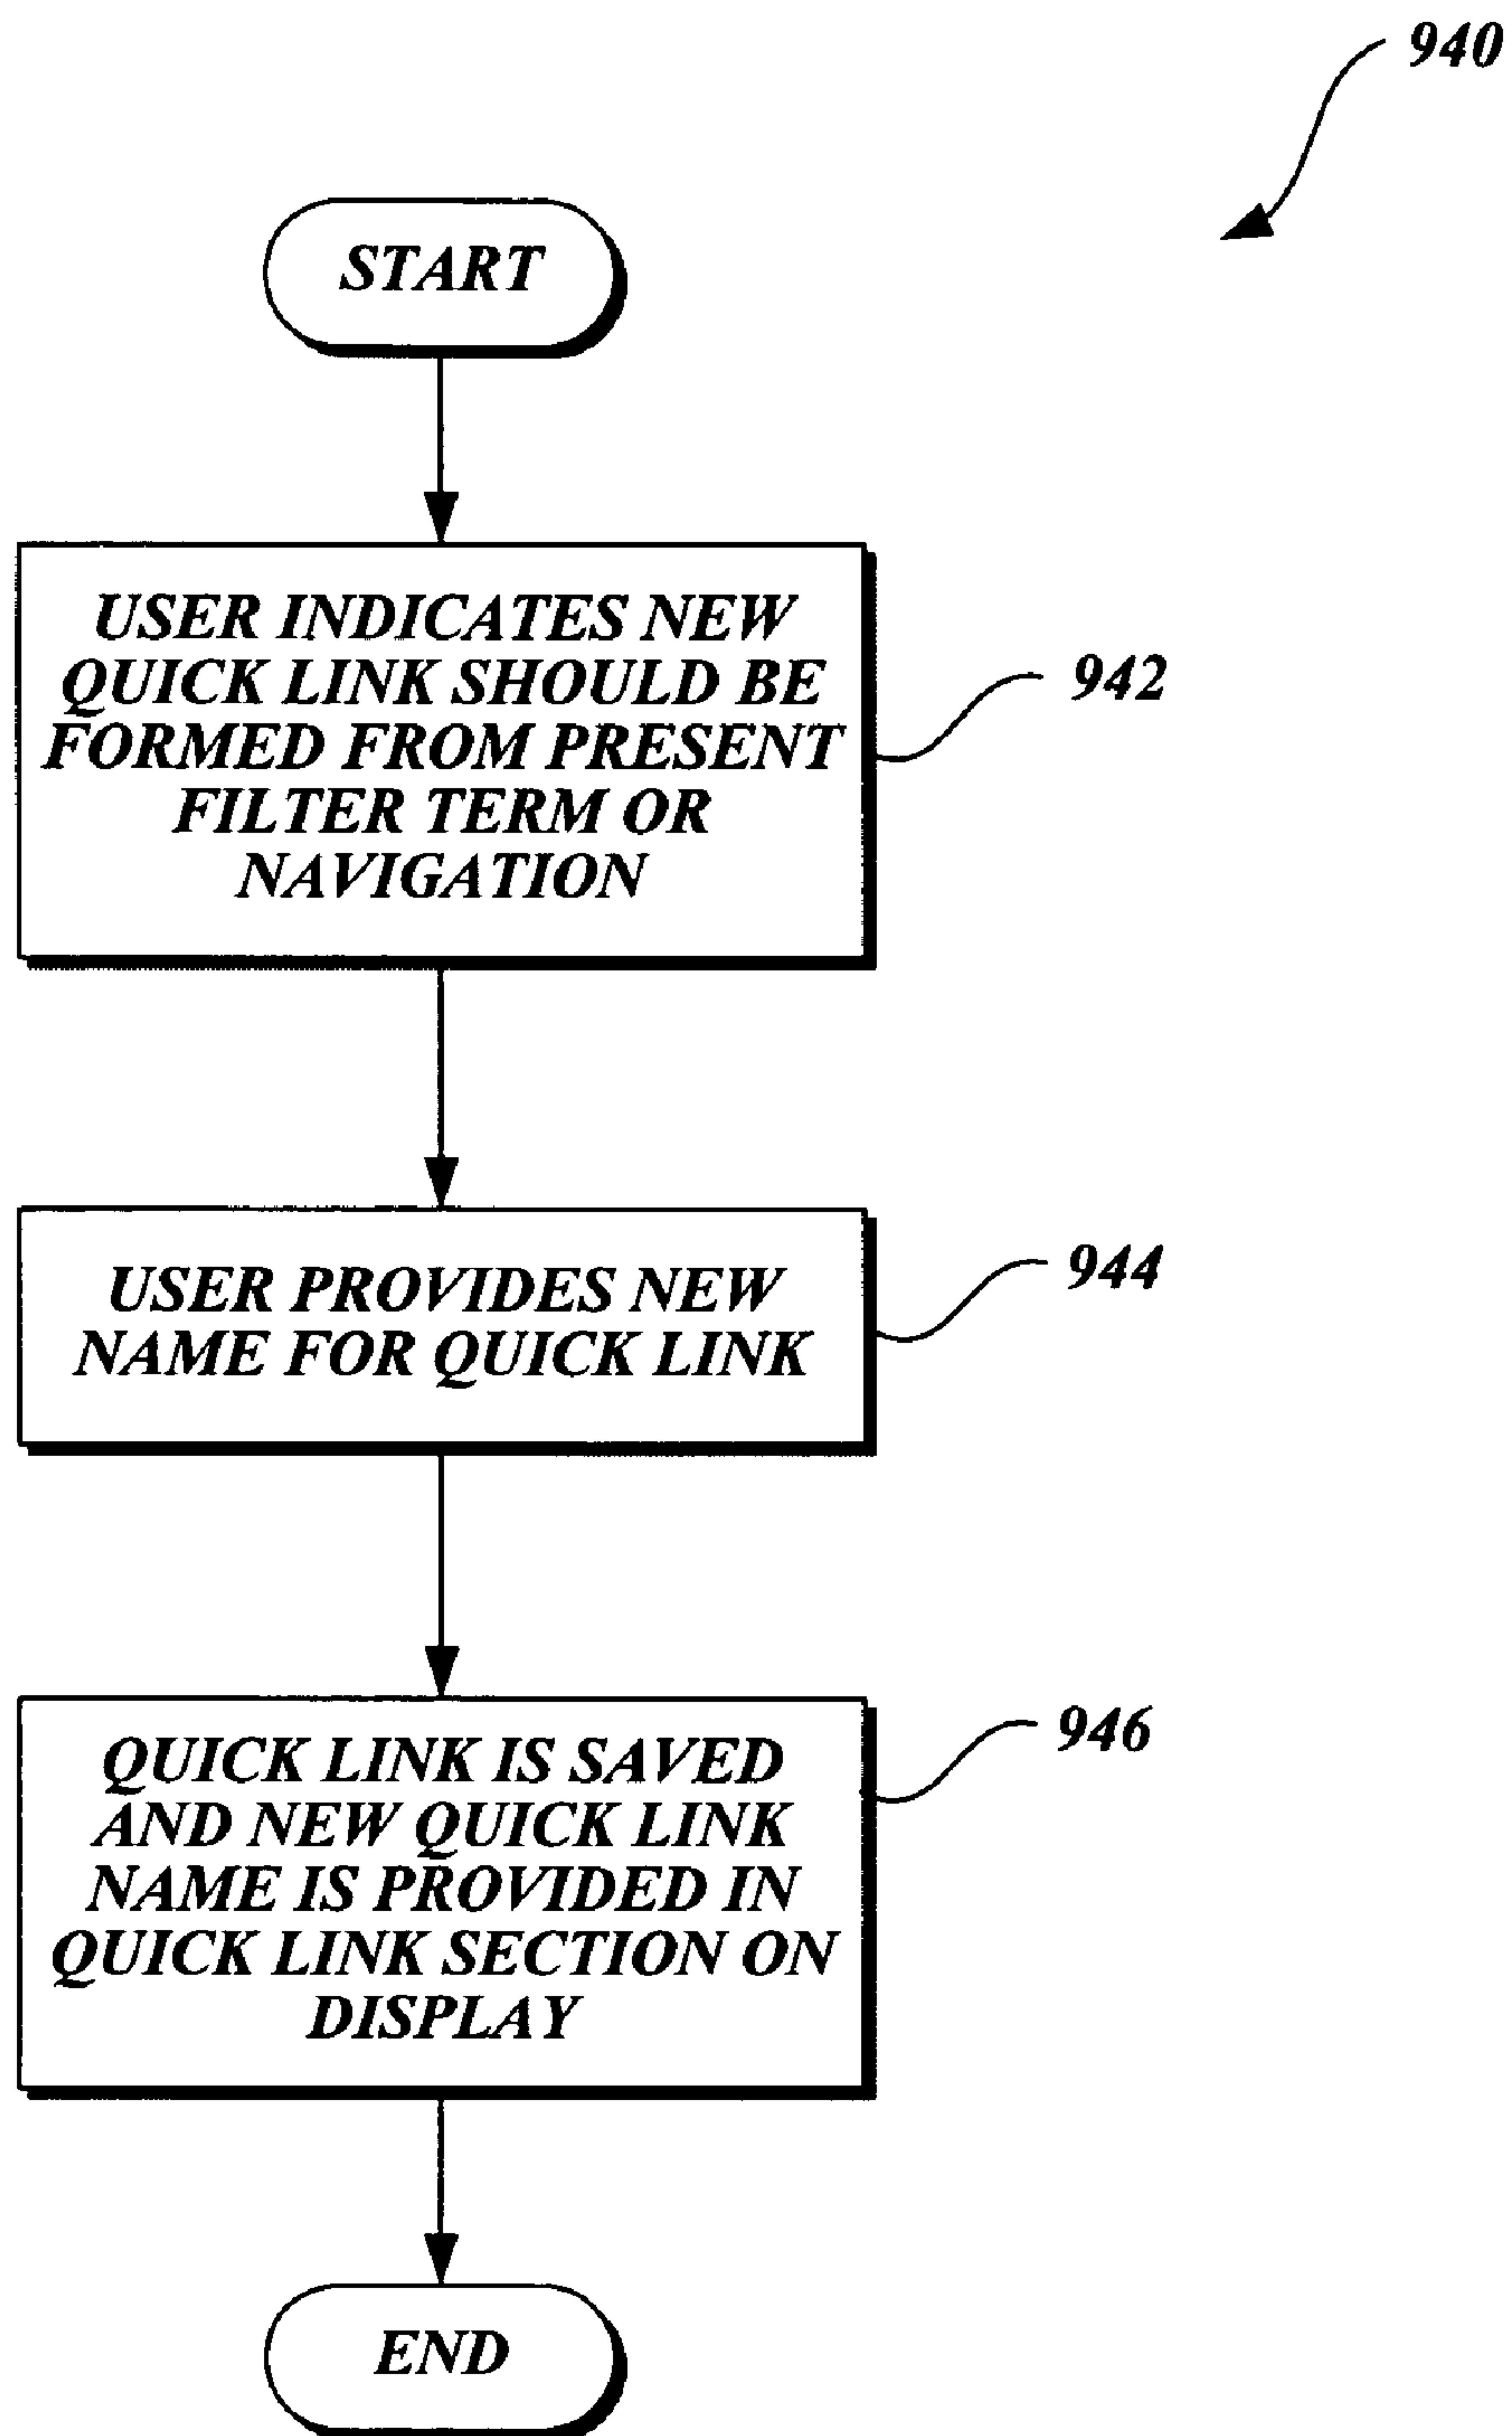 940
START
USER INDICATES NEW
QUICK LINK SHOULD BE
FORMED FROM PRESENT
FILTER TERM OR
NAVIGATION
942
USER PROVIDES NEW
NAME FOR QUICK LINK
944
QUICK LINK IS SAVED
AND NEW QUICK LINK
NAME IS PROVIDED IN
QUICK LINK SECTION ON
DISPLAY
946
END